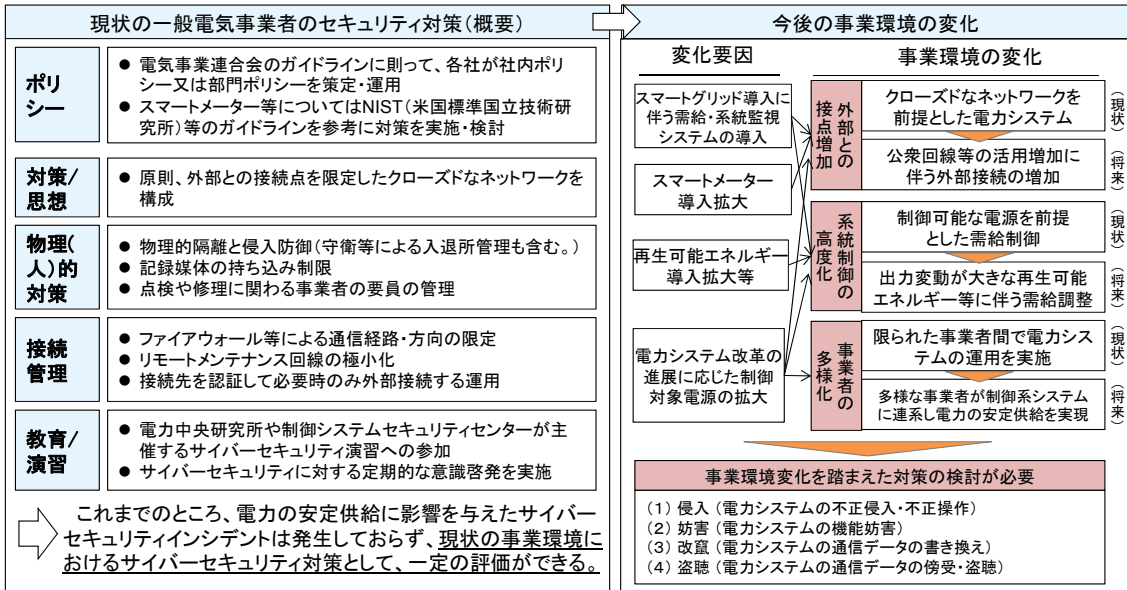 現状の一般電気事業者のセキュリティ対策(概要)
ポリ
シー
● 電気事業連合会のガイドラインに則って、各社が社内ポリ
シー又は部門ポリシーを策定・運用
● スマートメーター等についてはNIST(米国標準国立技術研
究所)等のガイドラインを参考に対策を実施・検討
対策/
思想
● 原則、外部との接続点を限定したクローズドなネットワークを
構成
物理(
人)的
対策
● 物理的隔離と侵入防御(守衛等による入退所管理も含む。)
● 記録媒体の持ち込み制限
● 点検や修理に関わる事業者の要員の管理
接続
管理
● ファイアウォール等による通信経路・方向の限定
● リモートメンテナンス回線の極小化
● 接続先を認証して必要時のみ外部接続する運用
教育/
演習
● 電力中央研究所や制御システムセキュリティセンターが主
催するサイバーセキュリティ演習への参加
● サイバーセキュリティに対する定期的な意識啓発を実施
これまでのところ、電力の安定供給に影響を与えたサイバー
セキュリティインシデントは発生しておらず、現状の事業環境に
おけるサイバーセキュリティ対策として、一定の評価ができる。
今後の事業環境の変化
変化要因
スマートグリッド導入に
伴う需給・系統監視
システムの導入
スマートメーター
導入拡大
再生可能エネルギー
導入拡大等
電力システム改革の
進展に応じた制御
対象電源の拡大
事業環境の変化
外部との
接点増加
クローズドなネットワークを
前提とした電力システム
(現状)
公衆回線等の活用増加に
伴う外部接続の増加
(将来)
系統制御の
高度化
制御可能な電源を前提
とした需給制御
(現状)
出力変動が大きな再生可能
エネルギー等に伴う需給調整
(将来)
事業者の
多様化
限られた事業者間で電力シス
テムの運用を実施
(現状)
多様な事業者が制御系システム
に連系し電力の安定供給を実現
(将来)
事業環境変化を踏まえた対策の検討が必要
(1) 侵入 (電力システムの不正侵入・不正操作)
(2) 妨害 (電力システムの機能妨害)
(3) 改竄 (電力システムの通信データの書き換え)
(4) 盗聴 (電力システムの通信データの傍受・盗聴)